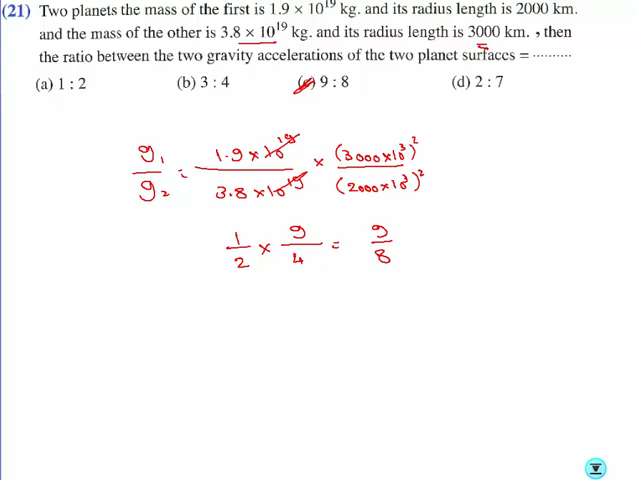 (21) Two planets the mass of the first is 1.9 × 10¹⁹ kg. and its radius length is 2000 km.
and the mass of the other is 3.8 × 10¹⁹ kg. and its radius length is 3000 km. , then
the ratio between the two gravity accelerations of the two planet surfaces = ··········
(a) 1 : 2 (b) 3 : 4 (c) 9 : 8 (d) 2 : 7
g₁/g₂ = 1.9 × 10¹⁹/3.8 × 10¹⁹ × (3000 × 10³)²/(2000 × 10³)²
1/2 × 9/4 = 9/8